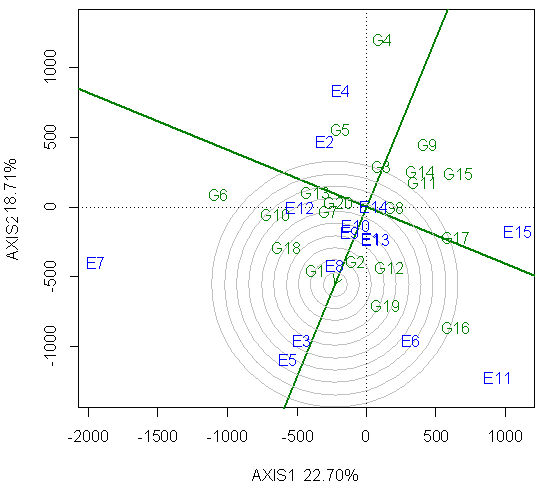 G4
1000
E4
G5
500
E2
G9
G3
G14
G15
G11
G6
G13
G20
0
E12
E14
G8
G7
G10
E10
E9
E13
E15
G17
G18
E7
E8
G2
G12
G1
-500
G19
G16
E3
E6
-1000
E5
E11
AXIS2 18.71%
-2000
-1500
-1000
-500
0
500
1000
AXIS1 22.70%